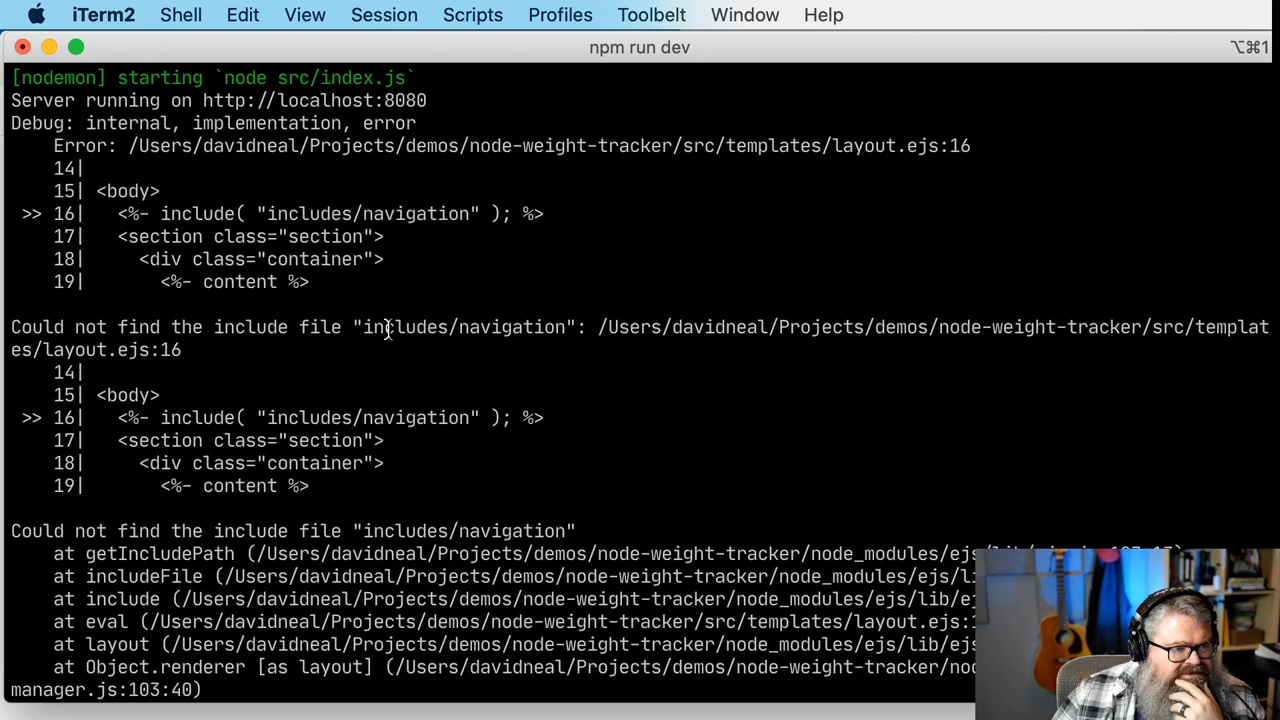 iTerm2 Shell Edit View Session Scripts Profiles Toolbelt Window Help
npm run dev ⌥⌘1
[nodemon] starting `node src/index.js`
Server running on http://localhost:8080
Debug: internal, implementation, error
    Error: /Users/davidneal/Projects/demos/node-weight-tracker/src/templates/layout.ejs:16
    14|
    15| <body>
 >> 16|   <%- include( "includes/navigation" ); %>
    17|   <section class="section">
    18|     <div class="container">
    19|       <%- content %>
Could not find the include file "includes/navigation": /Users/davidneal/Projects/demos/node-weight-tracker/src/templat
es/layout.ejs:16
    14|
    15| <body>
 >> 16|   <%- include( "includes/navigation" ); %>
    17|   <section class="section">
    18|     <div class="container">
    19|       <%- content %>
Could not find the include file "includes/navigation"
    at getIncludePath (/Users/davidneal/Projects/demos/node-weight-tracker/node_modules/ejs
    at includeFile (/Users/davidneal/Projects/demos/node-weight-tracker/node_modules/ejs/li
    at include (/Users/davidneal/Projects/demos/node-weight-tracker/node_modules/ejs/lib/ej
    at eval (/Users/davidneal/Projects/demos/node-weight-tracker/src/templates/layout.ejs:1
    at layout (/Users/davidneal/Projects/demos/node-weight-tracker/node_modules/ejs/lib/ejs
    at Object.renderer [as layout] (/Users/davidneal/Projects/demos/node-weight-tracker/nod
manager.js:103:40)